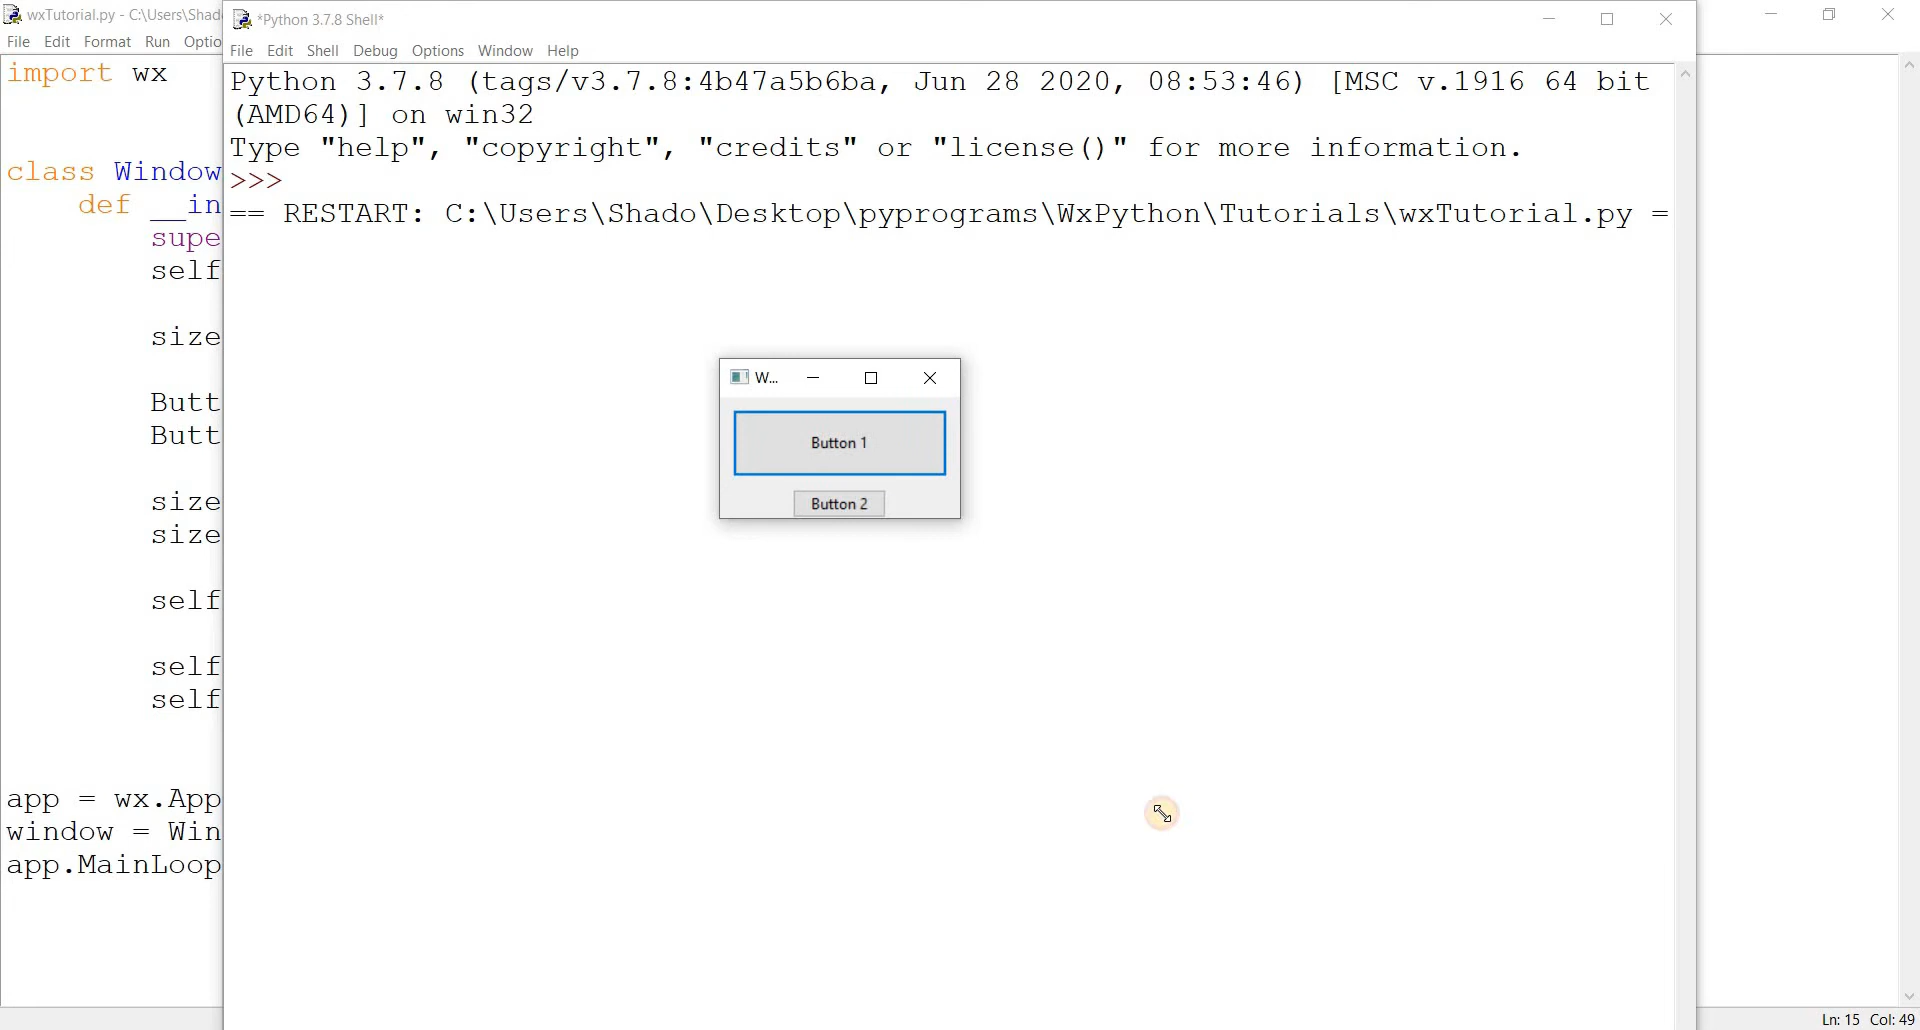 wxTutorial.py - C:\Users\Shad
File Edit Format Run Optio
import wx
class Window
def __in
supe
self
size
Butt
Butt
size
size
self
self
self
app = wx.App
window = Win
app.MainLoop
*Python 3.7.8 Shell*
File Edit Shell Debug Options Window Help
Python 3.7.8 (tags/v3.7.8:4b47a5b6ba, Jun 28 2020, 08:53:46) [MSC v.1916 64 bit
(AMD64)] on win32
Type "help", "copyright", "credits" or "license()" for more information.
>>>
== RESTART: C:\Users\Shado\Desktop\pyprograms\WxPython\Tutorials\wxTutorial.py =
W...
Button 1
Button 2
Ln: 15 Col: 49